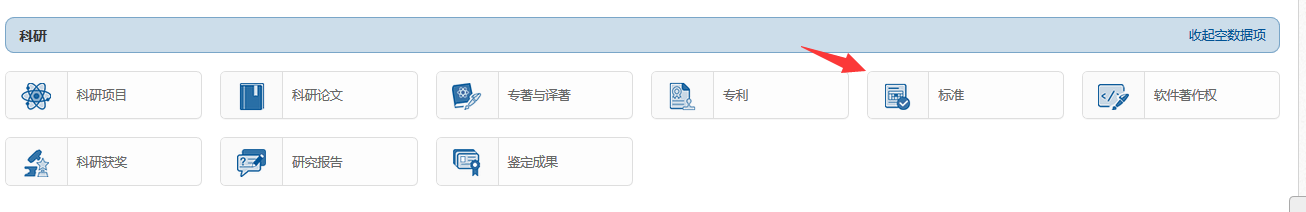 科研
收起空数据项
科研项目
科研论文
专著与译著
专利
标准
软件著作权
科研获奖
研究报告
鉴定成果